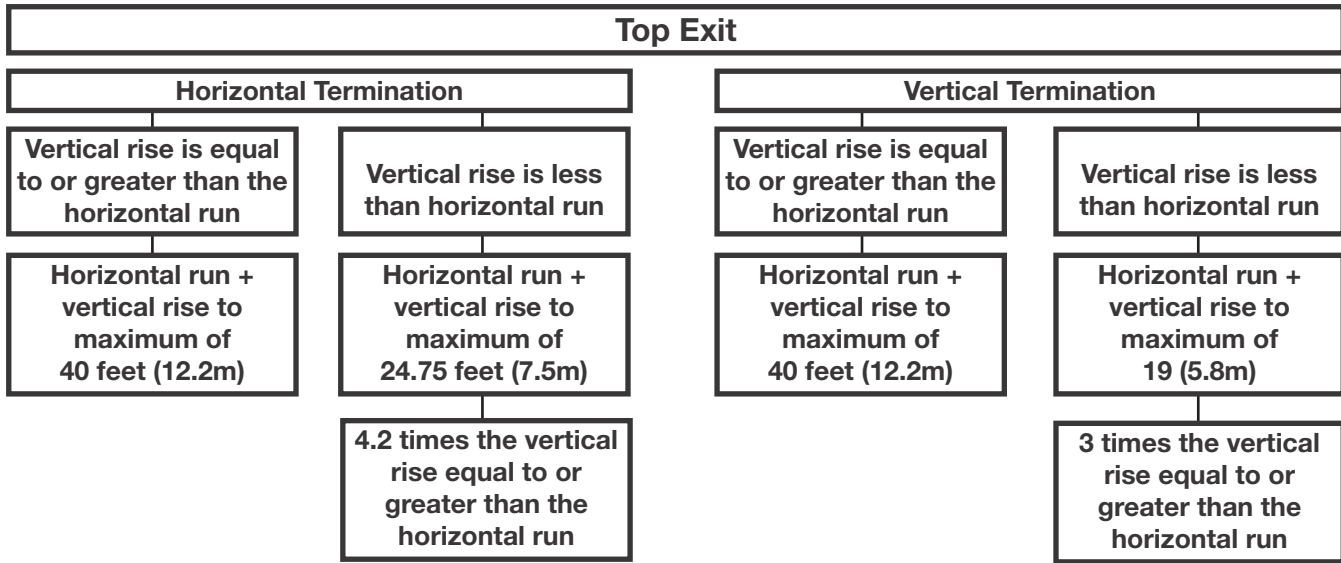 Top Exit
Horizontal Termination
Vertical rise is equal
to or greater than the
horizontal run
Horizontal run +
vertical rise to
maximum of
40 feet (12.2m)
Vertical rise is less
than horizontal run
Horizontal run +
vertical rise to
maximum of
24.75 feet (7.5m)
4.2 times the vertical
rise equal to or
greater than the
horizontal run
Vertical Termination
Vertical rise is equal
to or greater than the
horizontal run
Horizontal run +
vertical rise to
maximum of
40 feet (12.2m)
Vertical rise is less
than horizontal run
Horizontal run +
vertical rise to
maximum of
19 (5.8m)
3 times the vertical
rise equal to or
greater than the
horizontal run